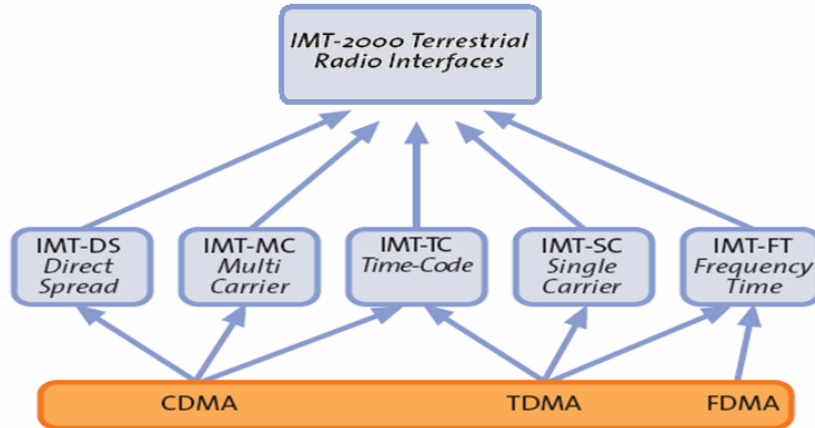 IMT-2000 Terrestrial
Radio Interfaces
IMT-DS
Direct
Spread
IMT-MC
Multi
Carrier
IMT-TC
Time-Code
IMT-SC
Single
Carrier
IMT-FT
Frequency
Time
CDMA
TDMA
FDMA